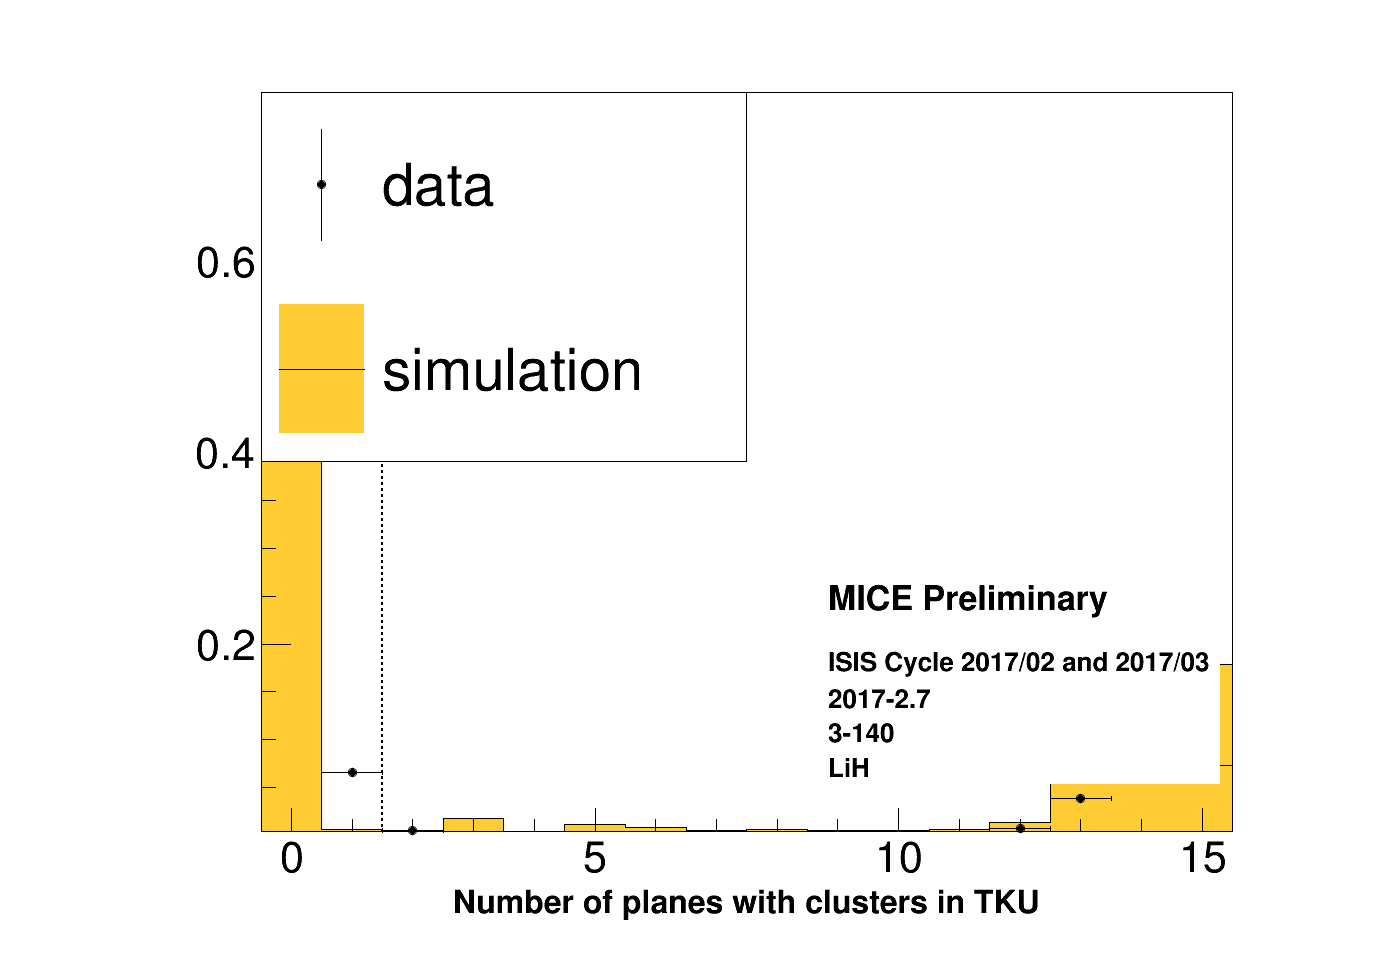 data
0.6
simulation
0.4
MICE Preliminary
0.2
ISIS Cycle 2017/02 and 2017/03
2017-2.7
3-140
LiH
0 5 10 15
Number of planes with clusters in TKU